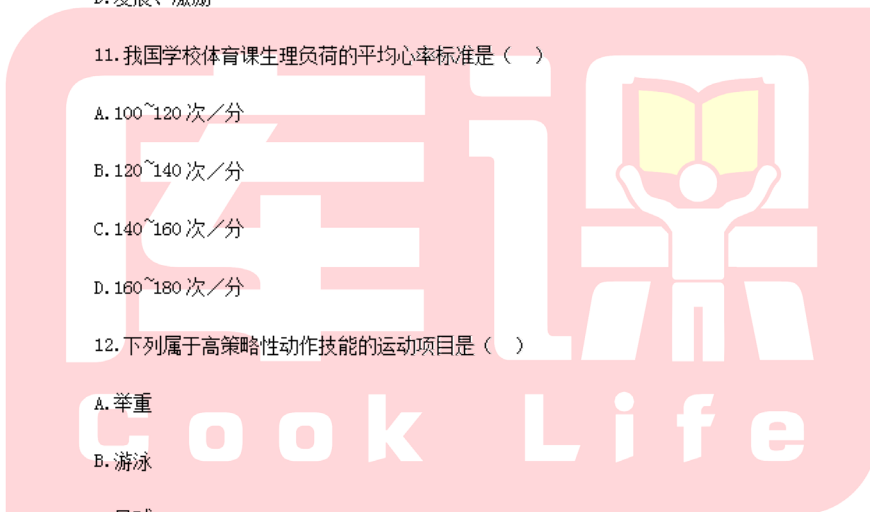 11.我国学校体育课生理负荷的平均心率标准是（ ）
A.100~120次／分
B.120~140次／分
C.140~160次／分
D.160~180次／分
12.下列属于高策略性动作技能的运动项目是（ ）
A.举重
B.游泳
库课
Cook Life